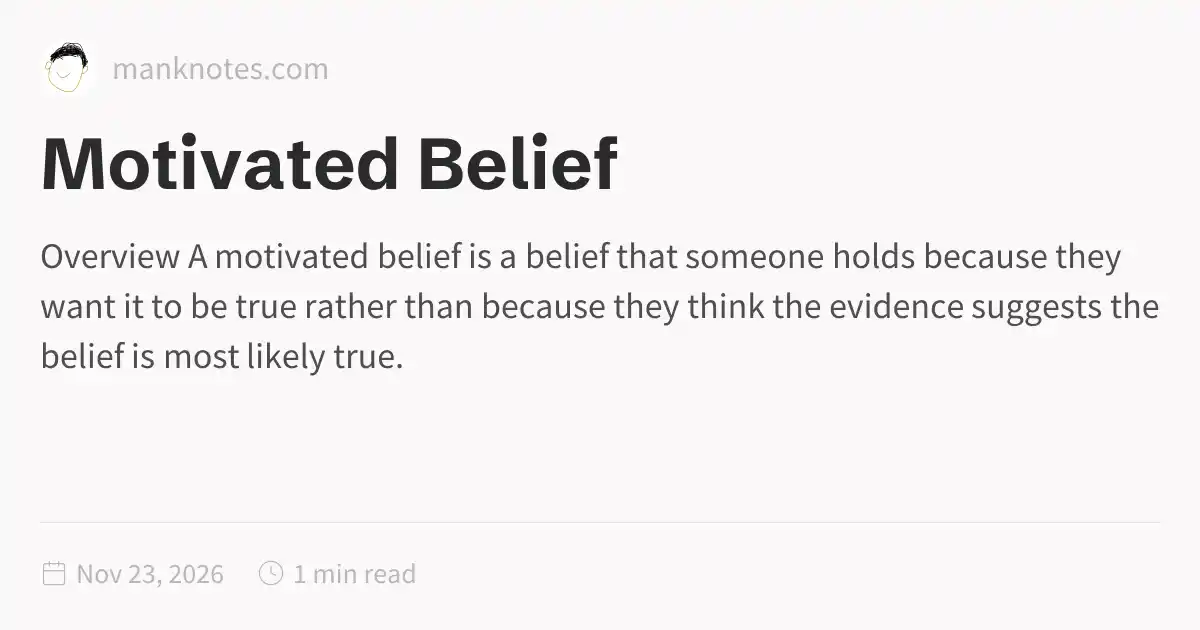 manknotes.com
Motivated Belief
Overview A motivated belief is a belief that someone holds because they
want it to be true rather than because they think the evidence suggests the
belief is most likely true.
Nov 23, 2026 1 min read